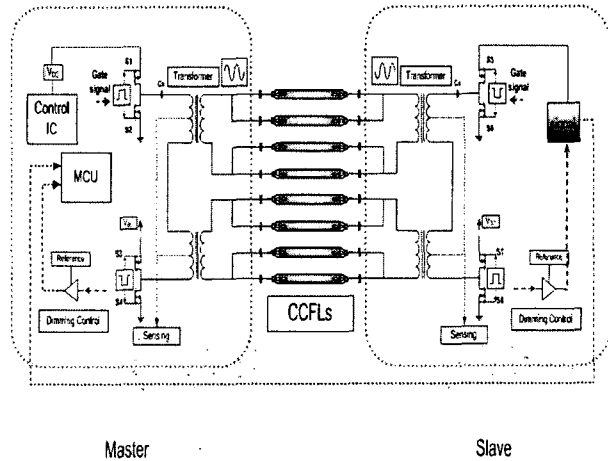 S1
Transformer
VCC
Gate signal
Control IC
Cs
S2
MCU
S3
Reference
S4
Dimming Control
Sensing
CCFLs
Transformer
S5
Cs
Gate signal
S6
S7
Reference
Dimming Control
Sensing
Master
Slave